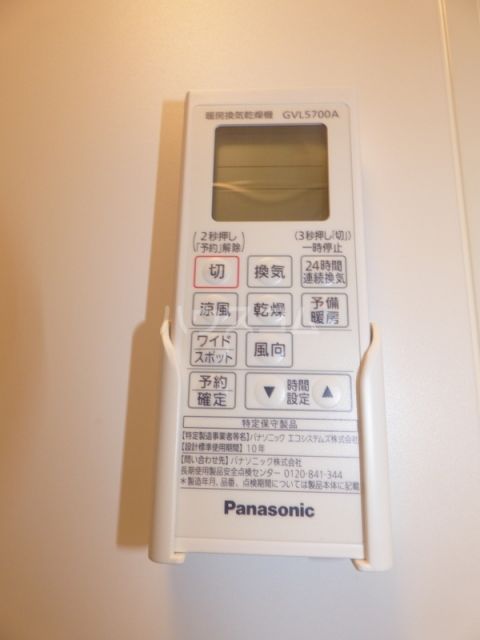 暖房換気乾燥機 GVL5700A
(2秒押し「予約」解除)
(3秒押し「切」)一時停止
切
換気
24時間
連続換気
涼風
乾燥
予備
暖房
ワイド
スポット
風向
予約
確定
▼ 時間設定 ▲
特定保守製品
【特定製造事業者等名】パナソニック エコシステムズ株式会社
【設計標準使用期間】10年
【問い合わせ先】パナソニック株式会社
長期使用製品安全点検センター 0120-841-344
*製造年月、品番、点検期間については製品本体に記載
Panasonic